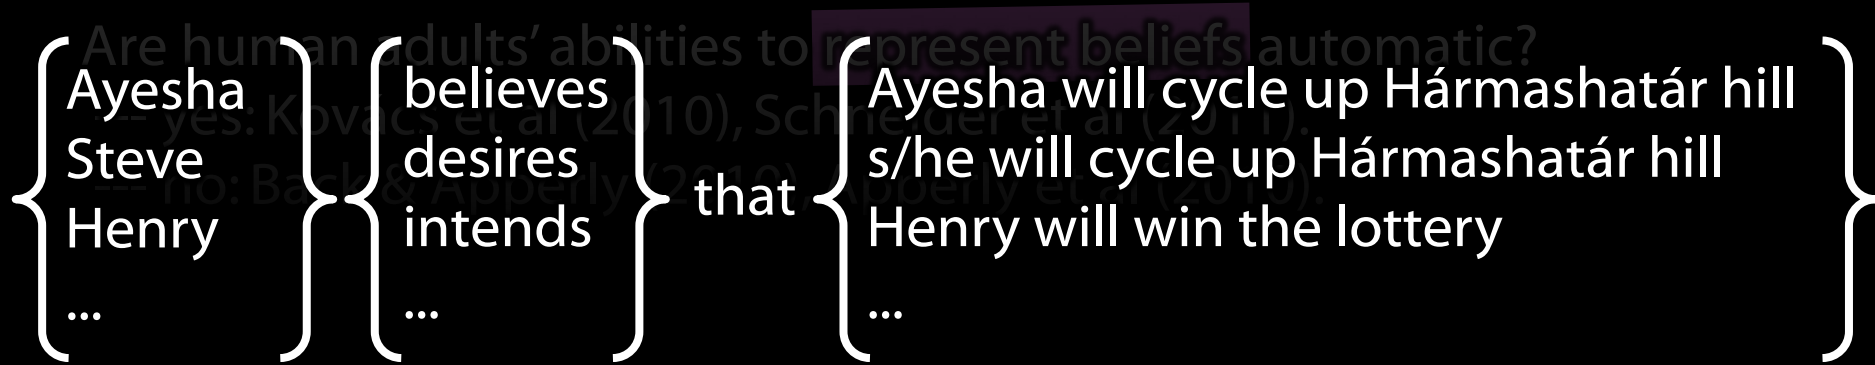 Are human adults' abilities to represent beliefs automatic?
--- yes: Kovács et al (2010), Schneider et al (2011).
--- no: Back & Apperly (2010), Apperly et al (2010).
Ayesha
Steve
Henry
...
believes
desires
intends
...
that
Ayesha will cycle up Hármashatár hill
s/he will cycle up Hármashatár hill
Henry will win the lottery
...